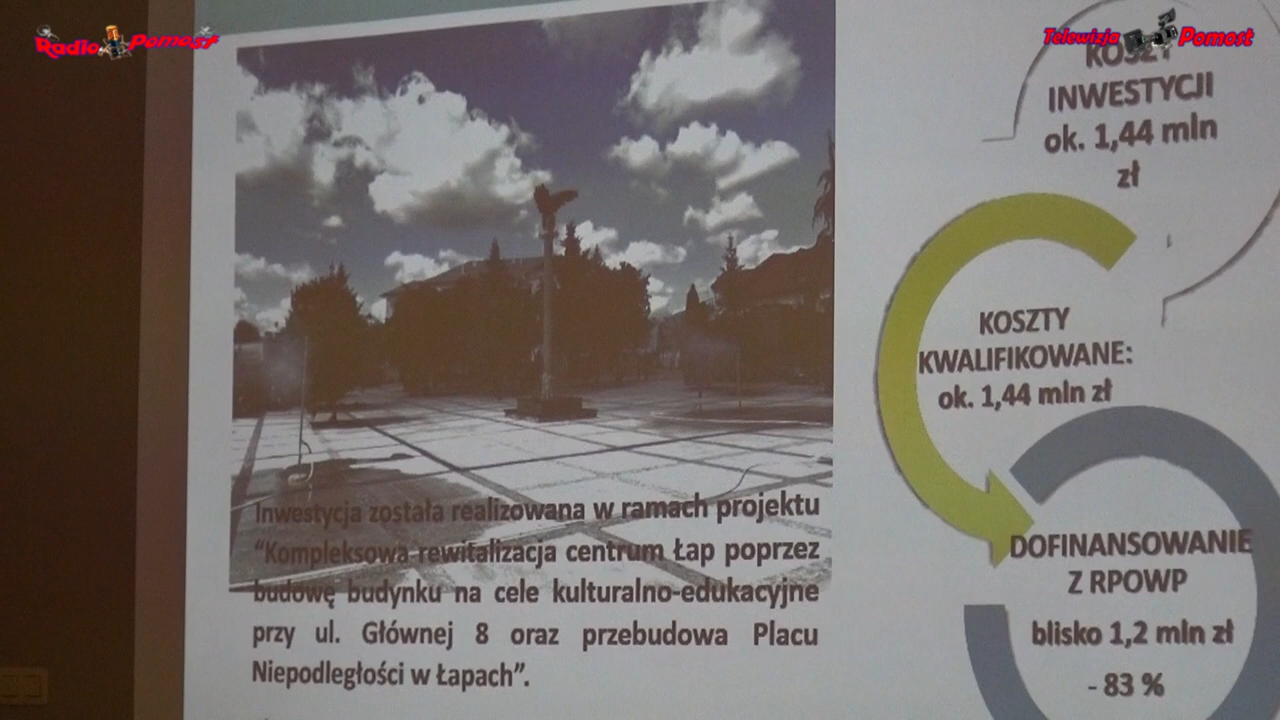 Radio Pomost
Telewizja Pomost
KOSZTY
INWESTYCJI
ok. 1,44 mln
zł
KOSZTY
KWALIFIKOWANE:
ok. 1,44 mln zł
DOFINANSOWANIE
Z RPOWP
blisko 1,2 mln zł
- 83 %
Inwestycja została realizowana w ramach projektu
“Kompleksowa rewitalizacja centrum Łap poprzez
budowę budynku na cele kulturalno-edukacyjne
przy ul. Głównej 8 oraz przebudowa Placu
Niepodległości w Łapach”.